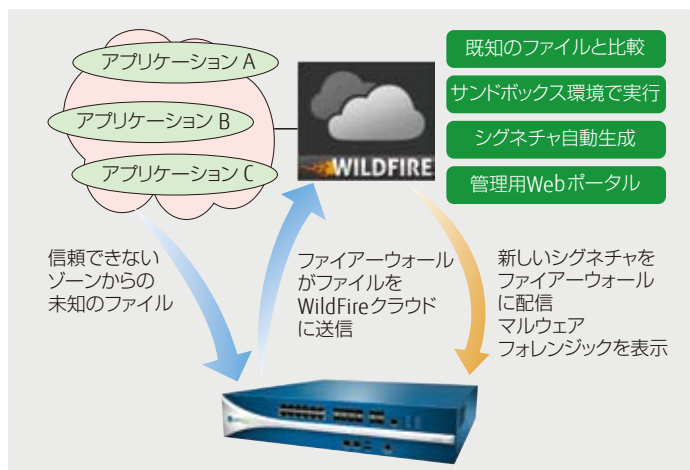 アプリケーション A
アプリケーション B
アプリケーション C
WILDFIRE
既知のファイルと比較
サンドボックス環境で実行
シグネチャ自動生成
管理用Webポータル
信頼できない
ゾーンからの
未知のファイル
ファイアーウォール
がファイルを
WildFireクラウド
に送信
新しいシグネチャを
ファイアーウォール
に配信
マルウェア
フォレンジックを表示